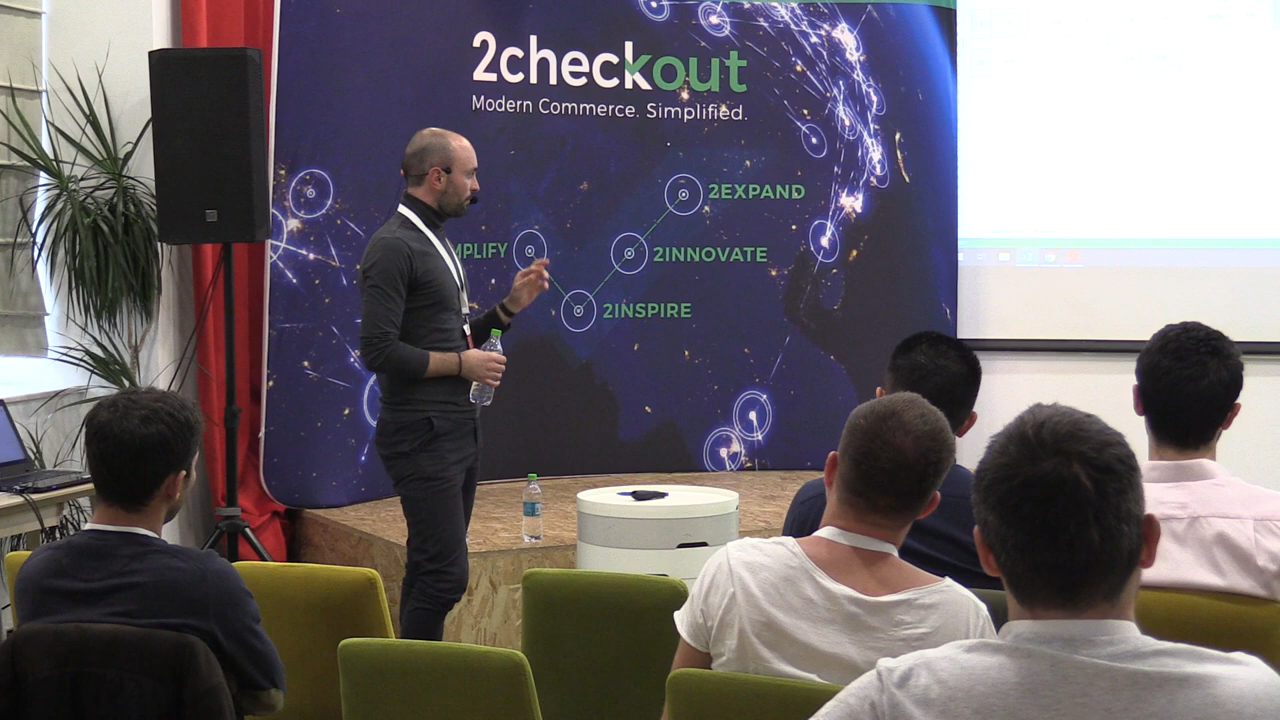 2checkout
Modern Commerce. Simplified.
2EXPAND
MPLIFY
2INNOVATE
2INSPIRE